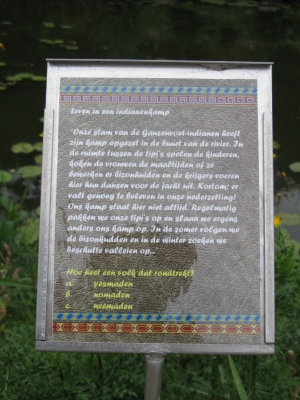 Leven in een indianenkamp
Onze stam van de Ganzenvoet-indianen heeft
zijn kamp opgezet in de buurt van de rivier. In
de ruimte tussen de tipi's spelen de kinderen,
koken de vrouwen de maaltijden of ze
bewerken er bizonhuiden en de krijgers voeren
hier hun dansen voor de jacht uit. Kortom: er
valt genoeg te beleven in onze nederzetting!
Ons kamp staat hier niet altijd. Regelmatig
pakken we onze tipi's op en slaan we ergens
anders ons kamp op. In de zomer volgen we
de bizonkudden en in de winter zoeken we
beschutte valleien op...
Hoe heet een volk dat rondtrekt?
a. yesmaden
b. nomaden
c. neemaden